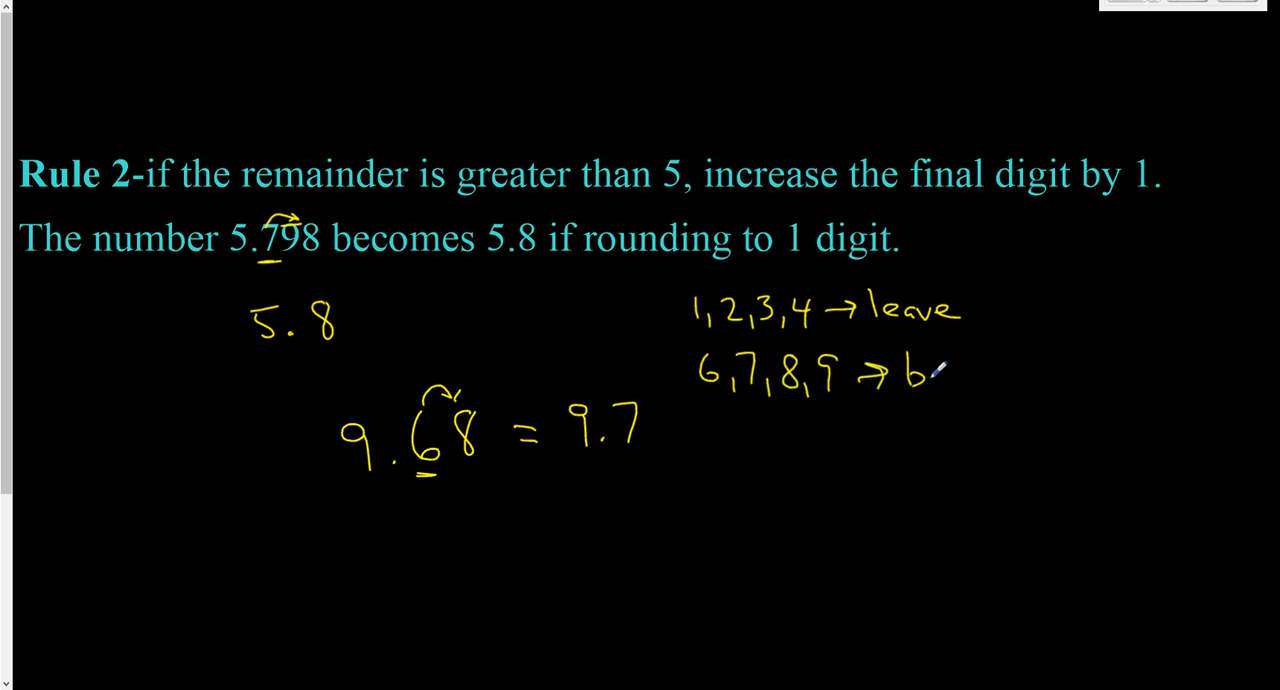 Rule 2-if the remainder is greater than 5, increase the final digit by 1.
The number 5.798 becomes 5.8 if rounding to 1 digit.
5.8
1,2,3,4 → leave
6,7,8,9 → b
9.68 = 9.7